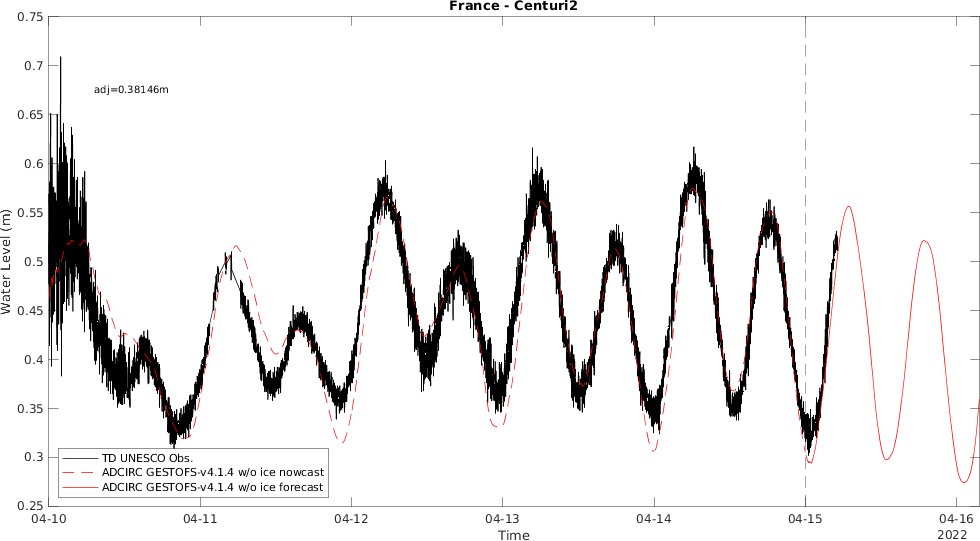 France - Centuri2
0.75
0.7
0.65
0.6
0.55
0.5
0.45
0.4
0.35
0.3
0.25
Water Level (m)
adj=0.38146m
TD UNESCO Obs.
ADCIRC GESTOFS-v4.1.4 w/o ice nowcast
ADCIRC GESTOFS-v4.1.4 w/o ice forecast
04-10 04-11 04-12 04-13 04-14 04-15 04-16
Time 2022